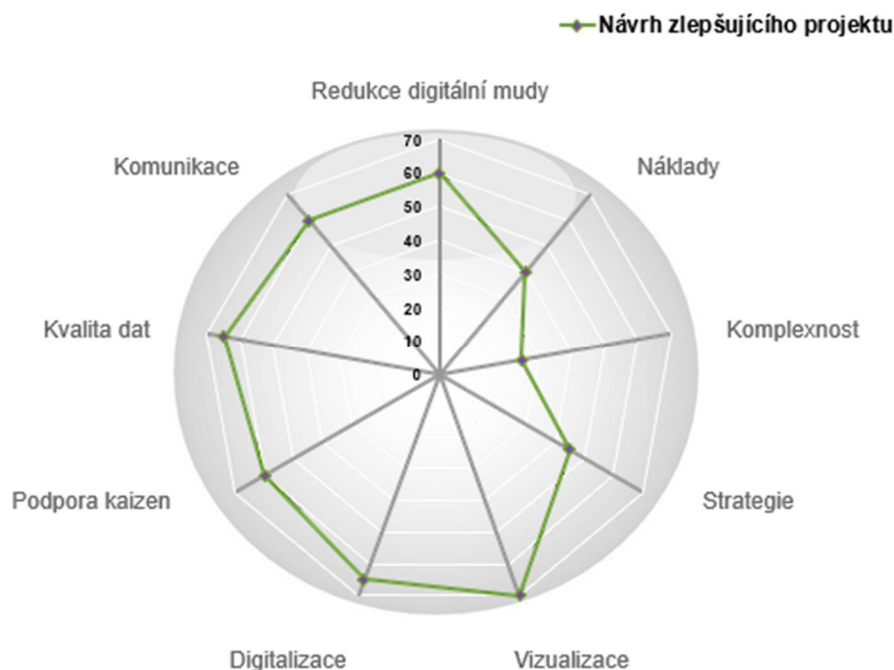 Návrh zlepšujícího projektu
Redukce digitální mudy
Komunikace
Náklady
70
60
50
40
30
20
10
0
Kvalita dat
Komplexnost
Podpora kaizen
Strategie
Digitalizace
Vizualizace